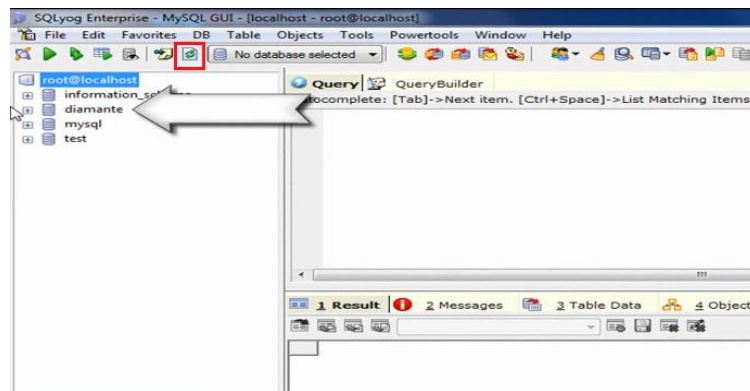 SQLyog Enterprise - MySQL GUI - [localhost - root@localhost]
File Edit Favorites DB Table Objects Tools Powertools Window Help
No database selected
root@localhost
diamante
mysql
test
Query QueryBuilder
[Tab]->Next item. [Ctrl+Space]->List Matching Items
1 Result 2 Messages 3 Table Data 4 Object